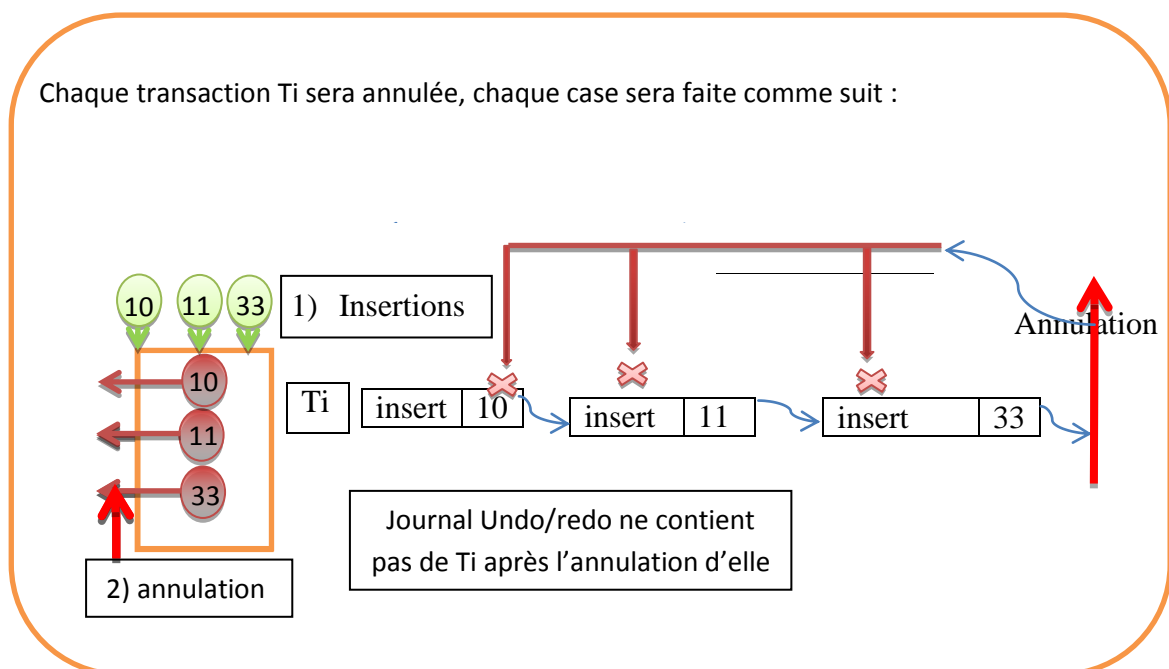 Chaque transaction Ti sera annulée, chaque case sera faite comme suit :
10 11 33
1) Insertions
Annulation
10
11
33
Ti insert 10 insert 11 insert 33
Journal Undo/redo ne contient
pas de Ti après l’annulation d’elle
2) annulation